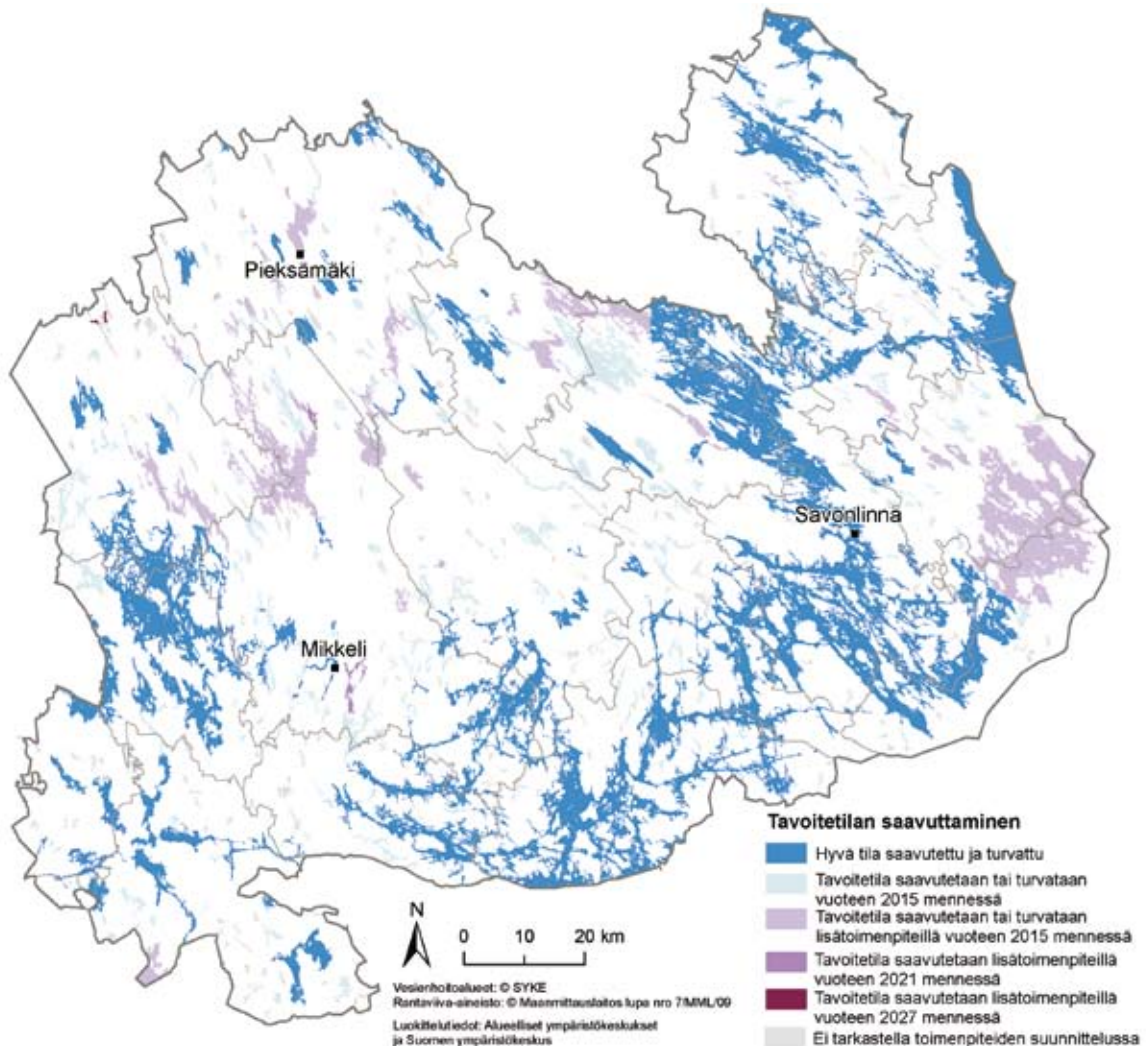 Pieksämäki
Savonlinna
Mikkeli
Tavoitetilan saavuttaminen
Hyvä tila saavutettu ja turvattu
Tavoitetila saavutetaan tai turvataan
vuoteen 2015 mennessä
Tavoitetila saavutetaan tai turvataan
lisätoimenpiteillä vuoteen 2015 mennessä
Tavoitetila saavutetaan lisätoimenpiteillä
vuoteen 2021 mennessä
Tavoitetila saavutetaan lisätoimenpiteillä
vuoteen 2027 mennessä
Ei tarkastella toimenpiteiden suunnittelussa
N
0 10 20 km
Vesienhoitoalueet: © SYKE
Rantaviiva-aineisto: © Maanmittauslaitos lupa nro 7/MML/09
Luokittelutiedot: Alueelliset ympäristökeskukset
ja Suomen ympäristökeskus